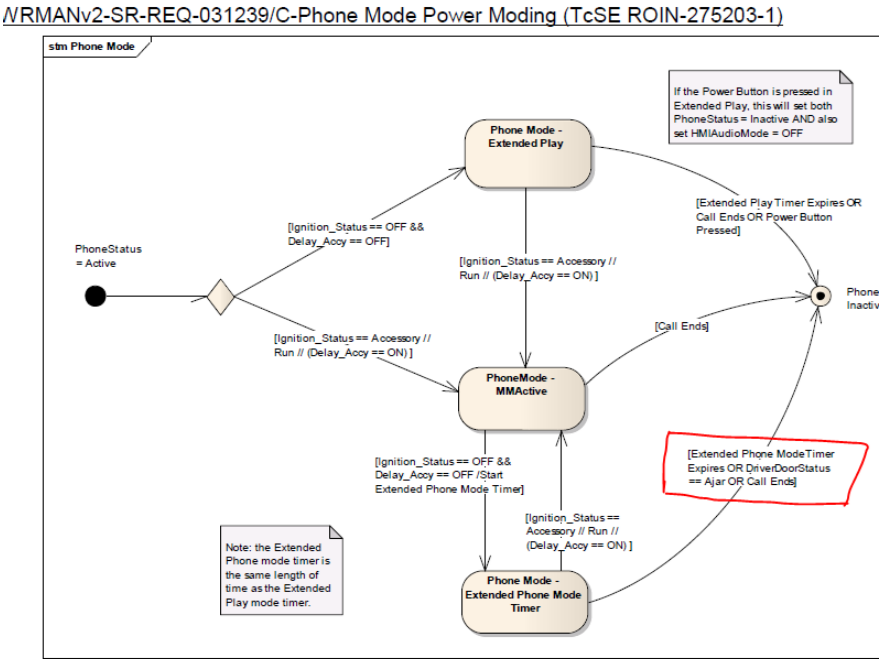 WRMANv2-SR-REQ-031239/C-Phone Mode Power Moding (TcSE ROIN-275203-1)
stm Phone Mode
If the Power Button is pressed in
Extended Play, this will set both
PhoneStatus = Inactive AND also
set HMIAudioMode = OFF
Phone Mode -
Extended Play
[Extended Play Timer Expires OR
Call Ends OR Power Button
Pressed]
[Ignition_Status == OFF &&
Delay_Accy == OFF]
PhoneStatus
= Active
[Ignition_Status == Accessory //
Run // (Delay_Accy == ON) ]
Phone
[Call Ends]
[Ignition_Status == Accessory //
Run // (Delay_Accy == ON) ]
PhoneMode -
MMActive
[Ignition_Status == OFF &&
Delay_Accy == OFF /Start
Extended Phone Mode Timer]
[Extended Phone ModeTimer
Expires OR DriverDoorStatus
== Ajar OR Call Ends]
[Ignition_Status ==
Accessory // Run //
(Delay_Accy == ON) ]
Note: the Extended
Phone mode timer is
the same length of
time as the Extended
Play mode timer.
Phone Mode -
Extended Phone Mode
Timer